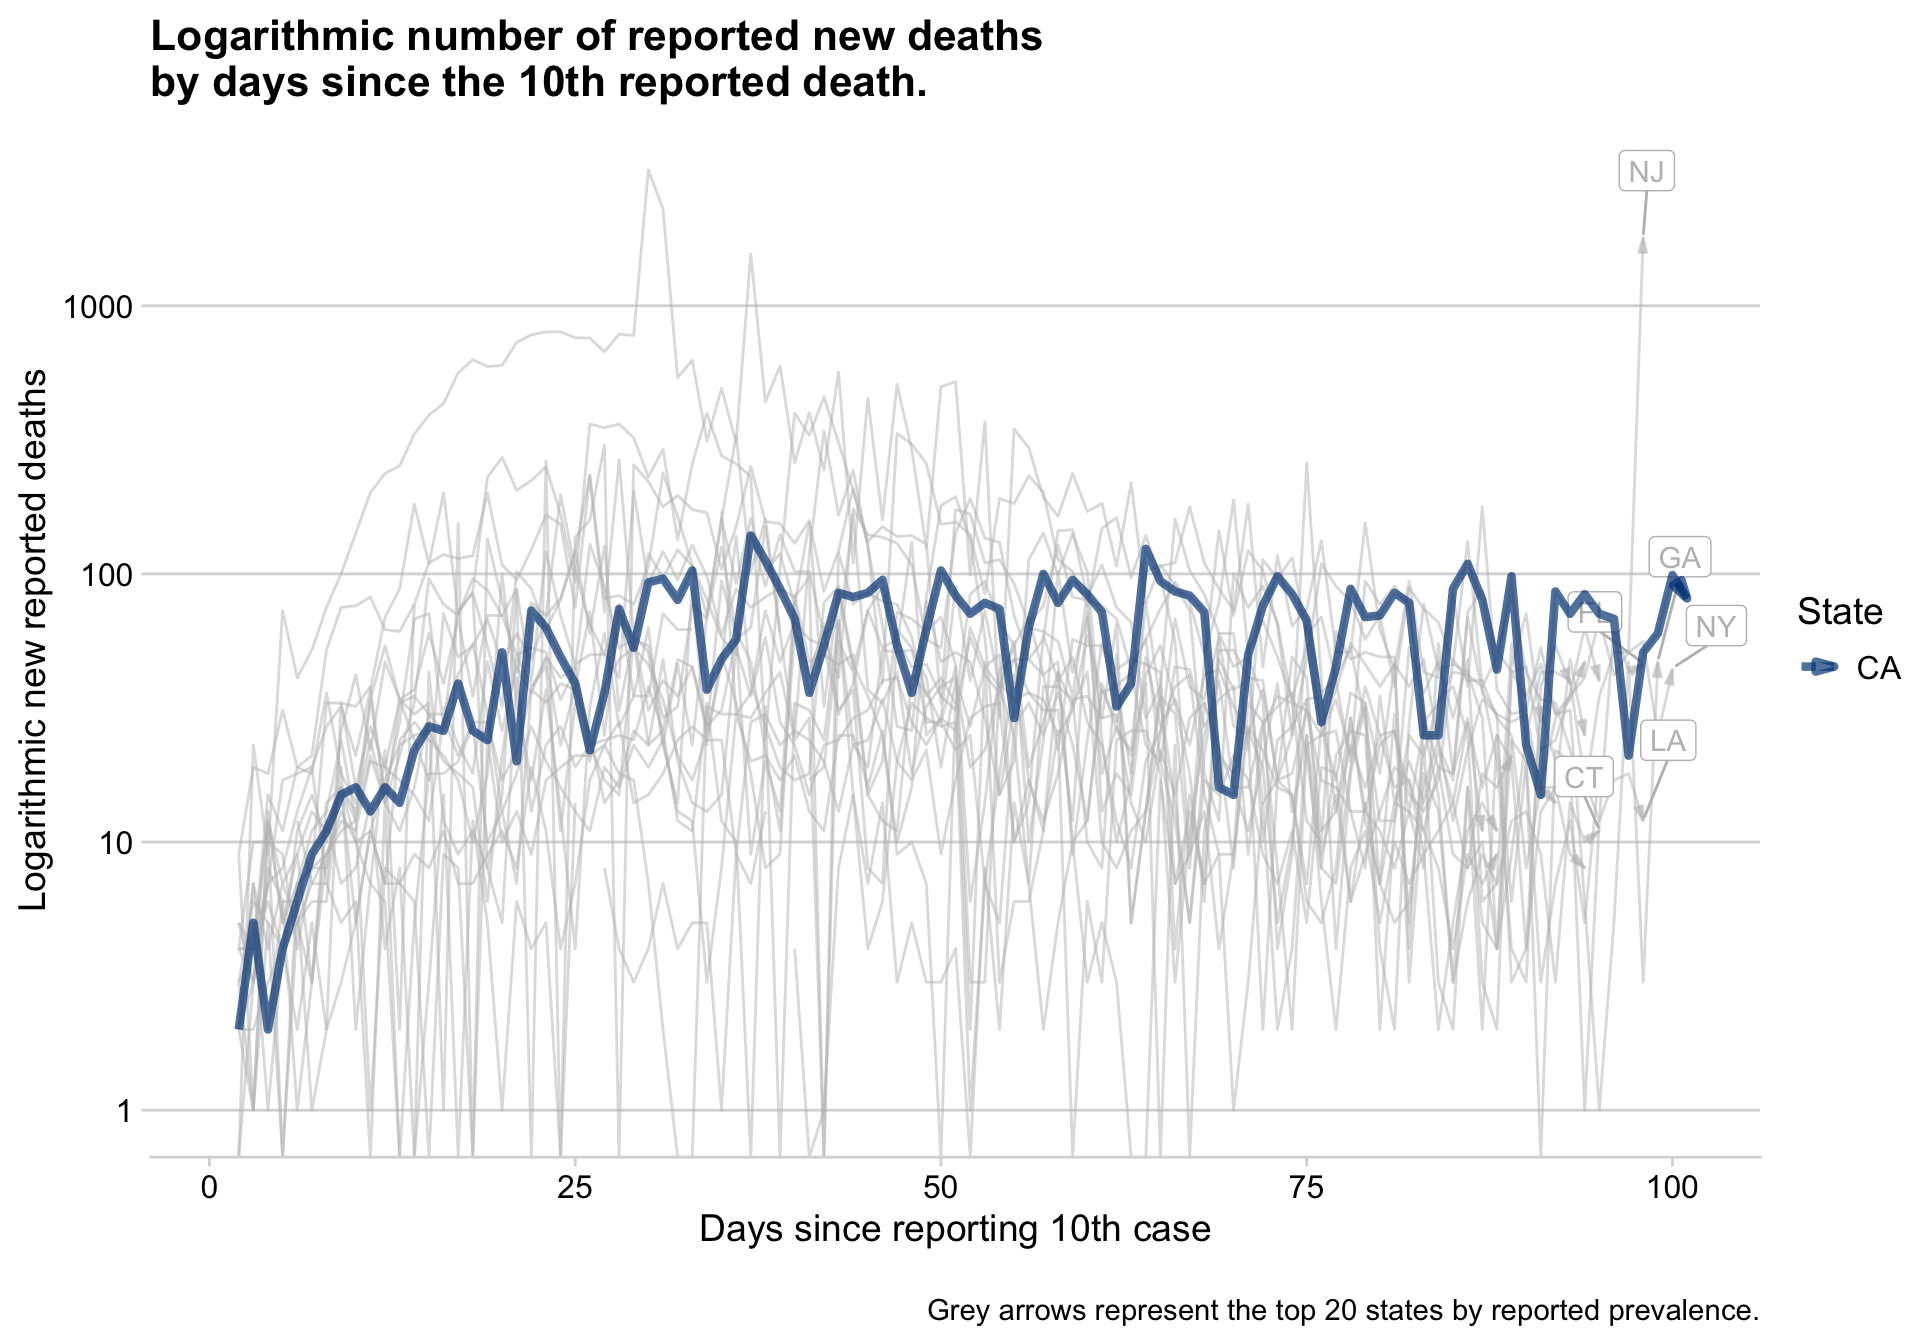 Logarithmic number of reported new deaths
by days since the 10th reported death.
Logarithmic new reported deaths
1000
100
10
1
NJ
GA
FL
NY
LA
CT
State
CA
0
25
50
75
100
Days since reporting 10th case
Grey arrows represent the top 20 states by reported prevalence.